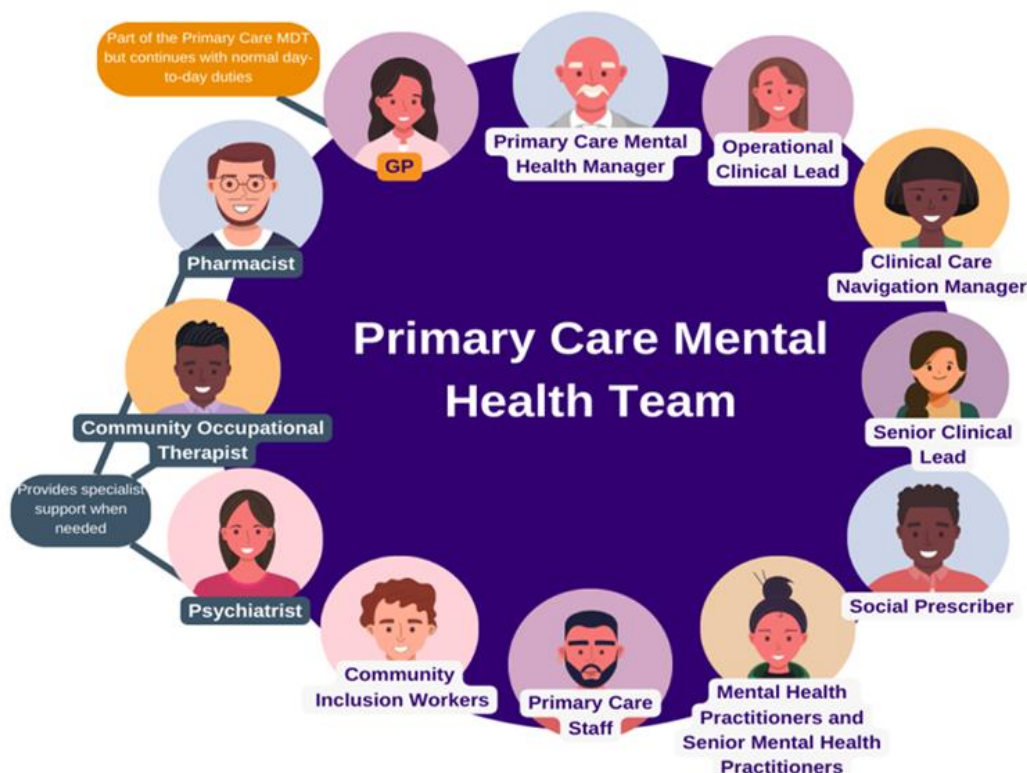 Part of the Primary Care MDT
but continues with normal day-
to-day duties
GP
Primary Care Mental
Health Manager
Operational
Clinical Lead
Clinical Care
Navigation Manager
Senior Clinical
Lead
Social Prescriber
Mental Health
Practitioners and
Senior Mental Health
Practitioners
Primary Care
Staff
Community
Inclusion Workers
Psychiatrist
Provides specialist
support when
needed
Community Occupational
Therapist
Pharmacist
Primary Care Mental
Health Team